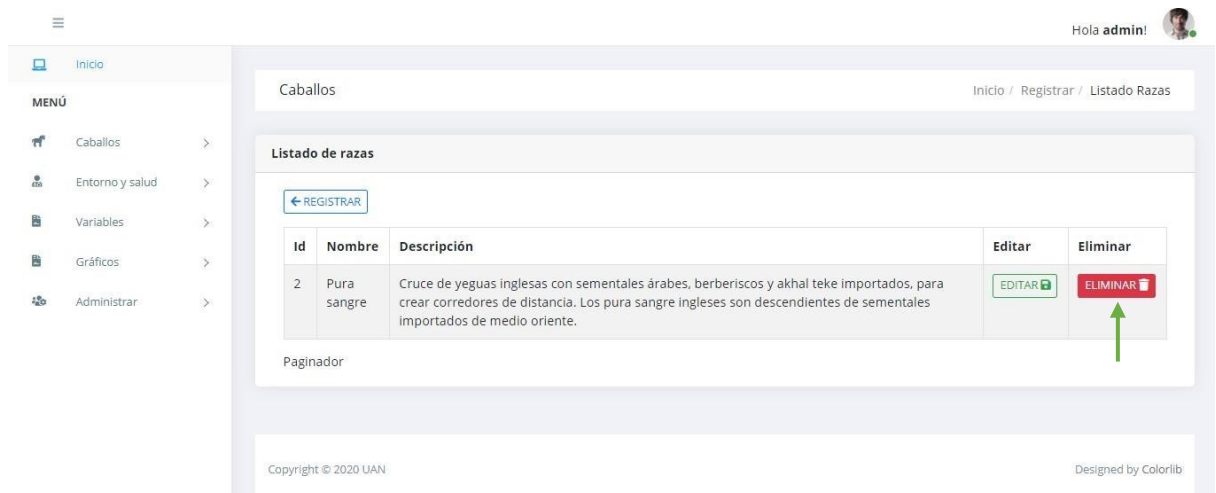 Hola admin!
Inicio
MENÚ
Caballos
Entorno y salud
Variables
Gráficos
Administrar
Caballos
Inicio / Registrar / Listado Razas
Listado de razas
REGISTRAR
Id Nombre Descripción Editar Eliminar
2 Pura sangre Cruce de yeguas inglesas con sementales árabes, berberiscos y akhal teke importados, para
crear corredores de distancia. Los pura sangre ingleses son descendientes de sementales
importados de medio oriente.
EDITAR
ELIMINAR
Paginador
Copyright © 2020 UAN
Designed by Colorlib